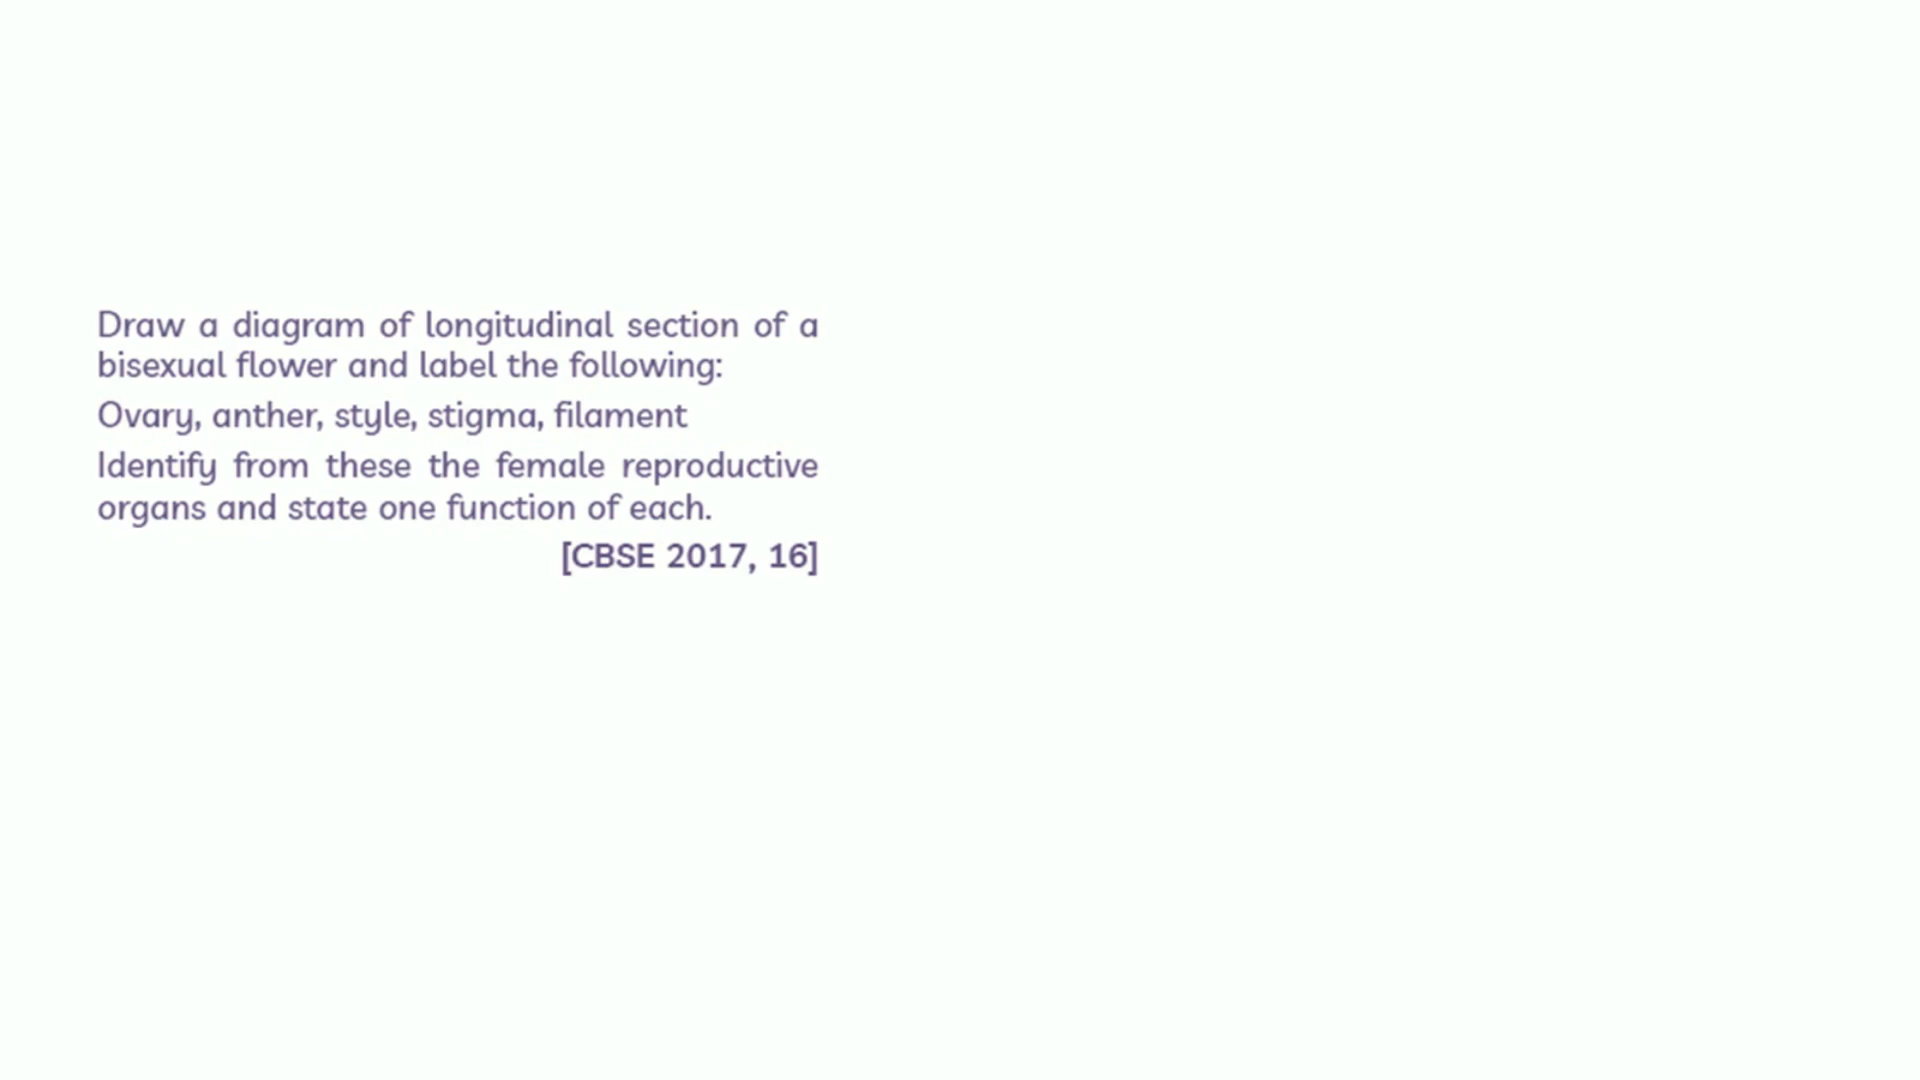 Draw a diagram of longitudinal section of a
bisexual flower and label the following:
Ovary, anther, style, stigma, filament
Identify from these the female reproductive
organs and state one function of each.
[CBSE 2017, 16]